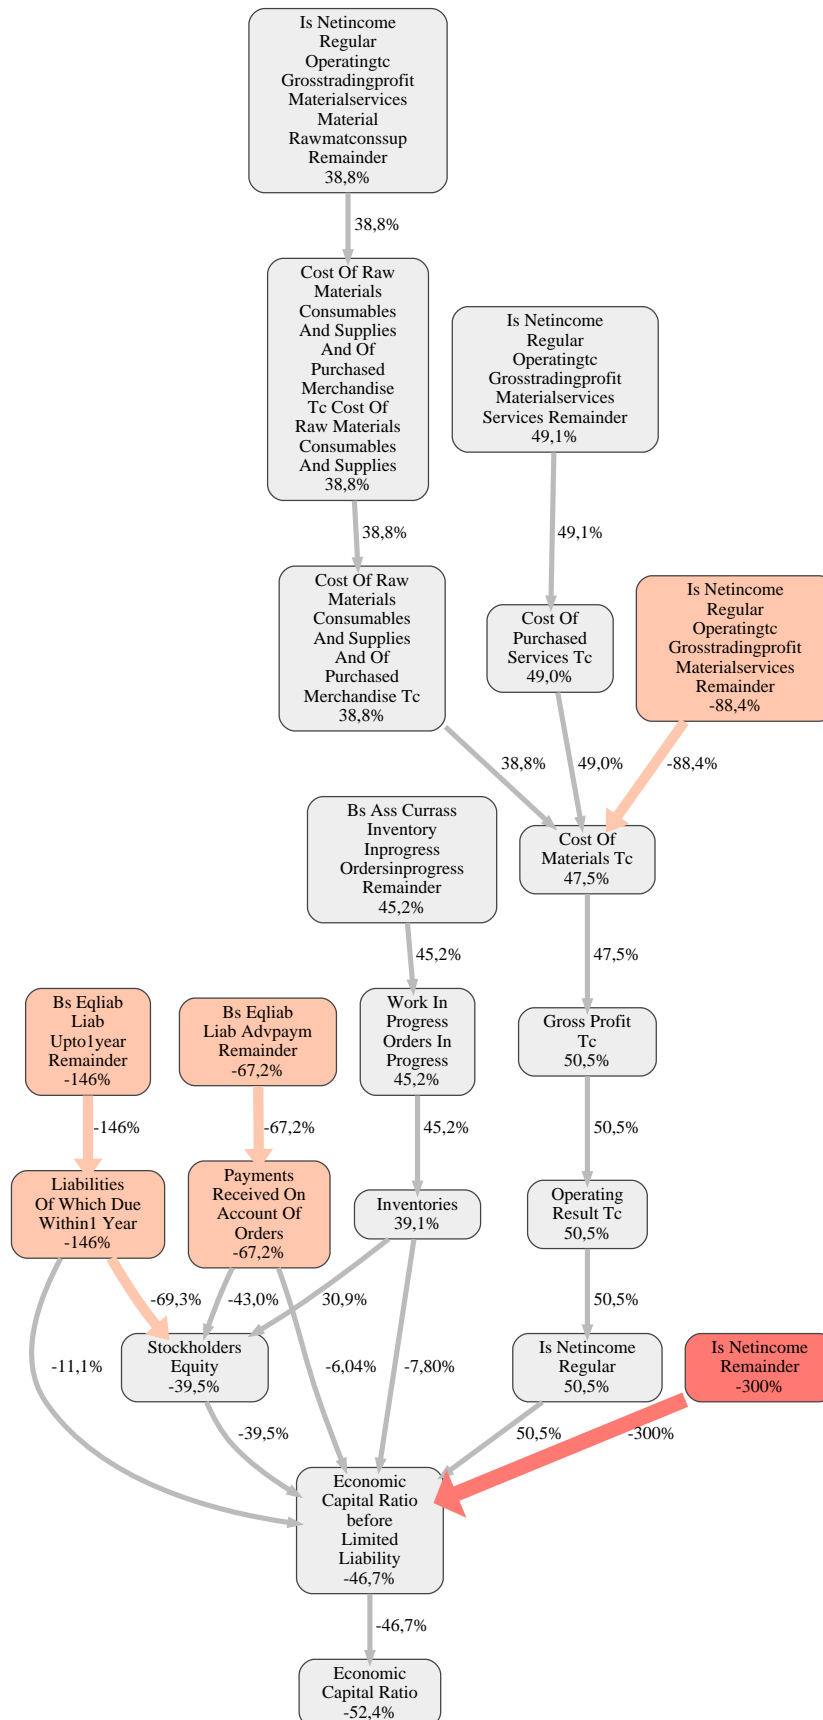 Is Netincome
Regular
Operatingtc
Grosstradingprofit
Materialservices
Material
Rawmatconssup
Remainder
38,8%
38,8%
Cost Of Raw
Materials
Consumables
And Supplies
And Of
Purchased
Merchandise
Tc Cost Of
Raw Materials
Consumables
And Supplies
38,8%
Is Netincome
Regular
Operatingtc
Grosstradingprofit
Materialservices
Services Remainder
49,1%
38,8%
49,1%
Cost Of Raw
Materials
Consumables
And Supplies
And Of
Purchased
Merchandise Tc
38,8%
Cost Of
Purchased
Services Tc
49,0%
Is Netincome
Regular
Operatingtc
Grosstradingprofit
Materialservices
Remainder
-88,4%
38,8%
49,0%
-88,4%
Bs Ass Currass
Inventory
Inprogress
Ordersinprogress
Remainder
45,2%
Cost Of
Materials Tc
47,5%
45,2%
47,5%
Bs Eqliab
Liab
Upto1year
Remainder
-146%
Bs Eqliab
Liab Advpaym
Remainder
-67,2%
Work In
Progress
Orders In
Progress
45,2%
Gross Profit
Tc
50,5%
-146%
-67,2%
45,2%
50,5%
Liabilities
Of Which Due
Within1 Year
-146%
Payments
Received On
Account Of
Orders
-67,2%
Inventories
39,1%
Operating
Result Tc
50,5%
-69,3%
-43,0%
30,9%
50,5%
Stockholders
Equity
-39,5%
Is Netincome
Regular
50,5%
Is Netincome
Remainder
-300%
-11,1%
-6,04%
-7,80%
-39,5%
50,5%
-300%
Economic
Capital Ratio
before
Limited
Liability
-46,7%
-46,7%
Economic
Capital Ratio
-52,4%